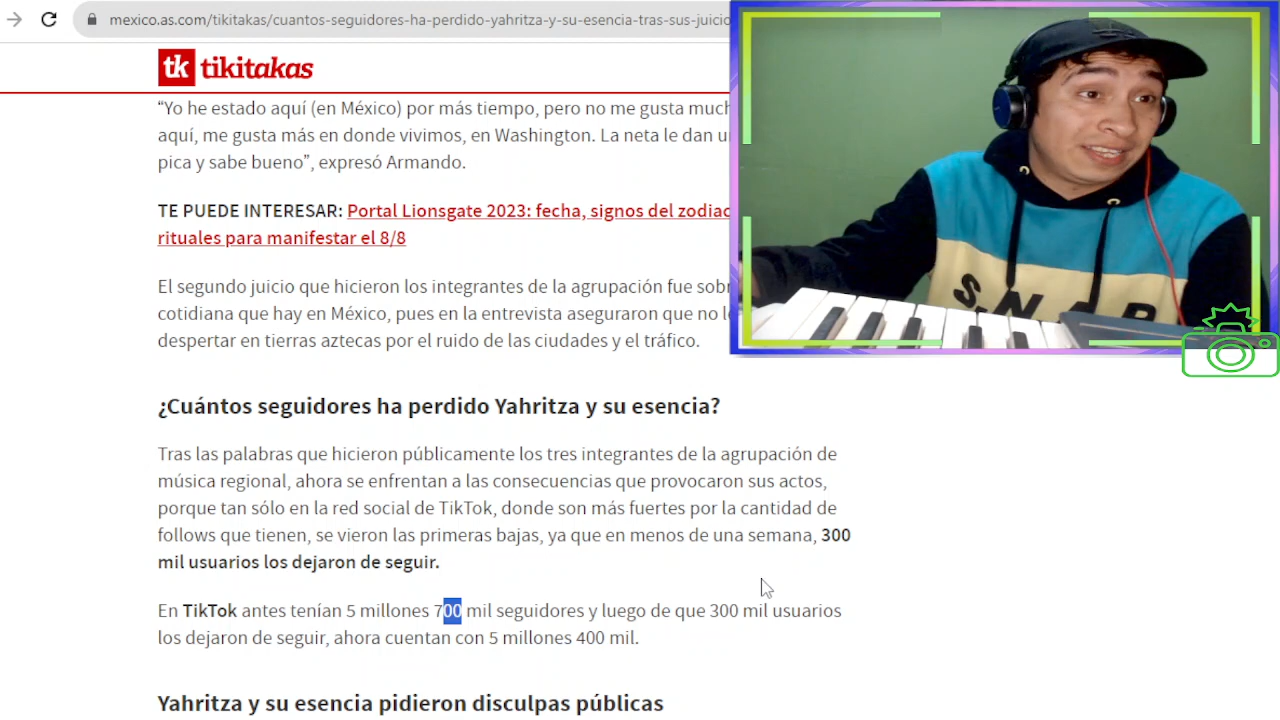 mexico.as.com/tikitakas/cuantos-seguidores-ha-perdido-yahritza-y-su-esencia-tras-sus-juicio
tk tikitakas
“Yo he estado aquí (en México) por más tiempo, pero no me gusta
aquí, me gusta más en donde vivimos, en Washington. La neta le dan
pica y sabe bueno”, expresó Armando.
TE PUEDE INTERESAR: Portal Lionsgate 2023: fecha, signos del
rituales para manifestar el 8/8
El segundo juicio que hicieron los integrantes de la agrupación fue
cotidiana que hay en México, pues en la entrevista aseguraron que
despertar en tierras aztecas por el ruido de las ciudades y el tráfico.
¿Cuántos seguidores ha perdido Yahritza y su esencia?
Tras las palabras que hicieron públicamente los tres integrantes de la agrupación de
música regional, ahora se enfrentan a las consecuencias que provocaron sus actos,
porque tan sólo en la red social de TikTok, donde son más fuertes por la cantidad de
follows que tienen, se vieron las primeras bajas, ya que en menos de una semana, 300
mil usuarios los dejaron de seguir.
En TikTok antes tenían 5 millones 700 mil seguidores y luego de que 300 mil usuarios
los dejaron de seguir, ahora cuentan con 5 millones 400 mil.
Yahritza y su esencia pidieron disculpas públicas
SNAP